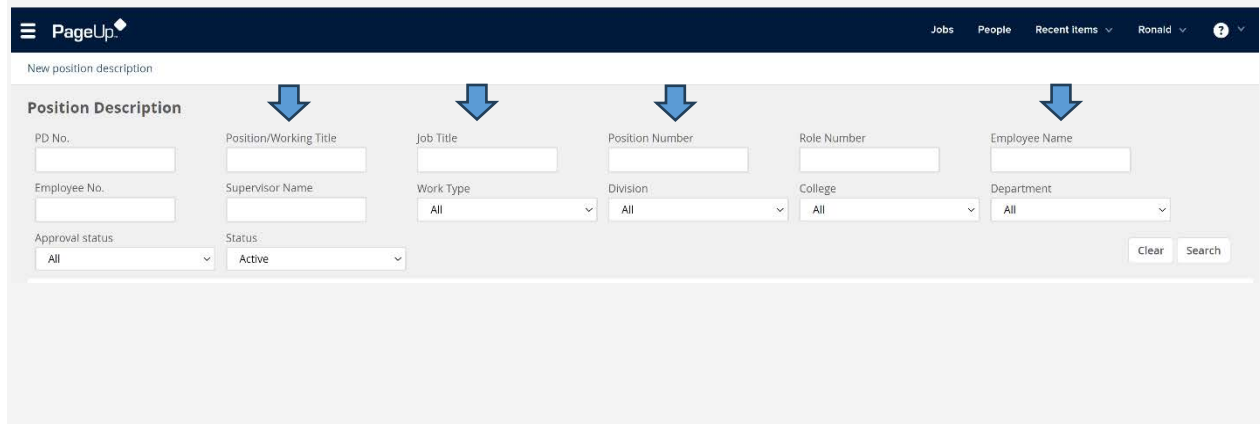 PageUp.
Jobs People Recent items Ronald ?
New position description
Position Description
PD No. Position/Working Title Job Title Position Number Role Number Employee Name
Employee No. Supervisor Name Work Type Division College Department
All All All All
Approval status Status
All Active Clear Search